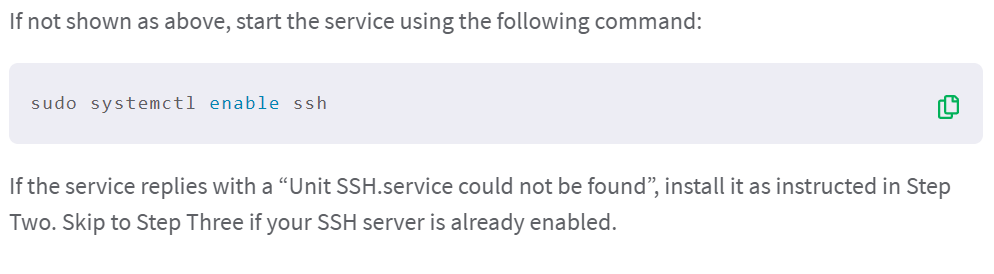 If not shown as above, start the service using the following command:
sudo systemctl enable ssh
If the service replies with a “Unit SSH.service could not be found”, install it as instructed in Step
Two. Skip to Step Three if your SSH server is already enabled.